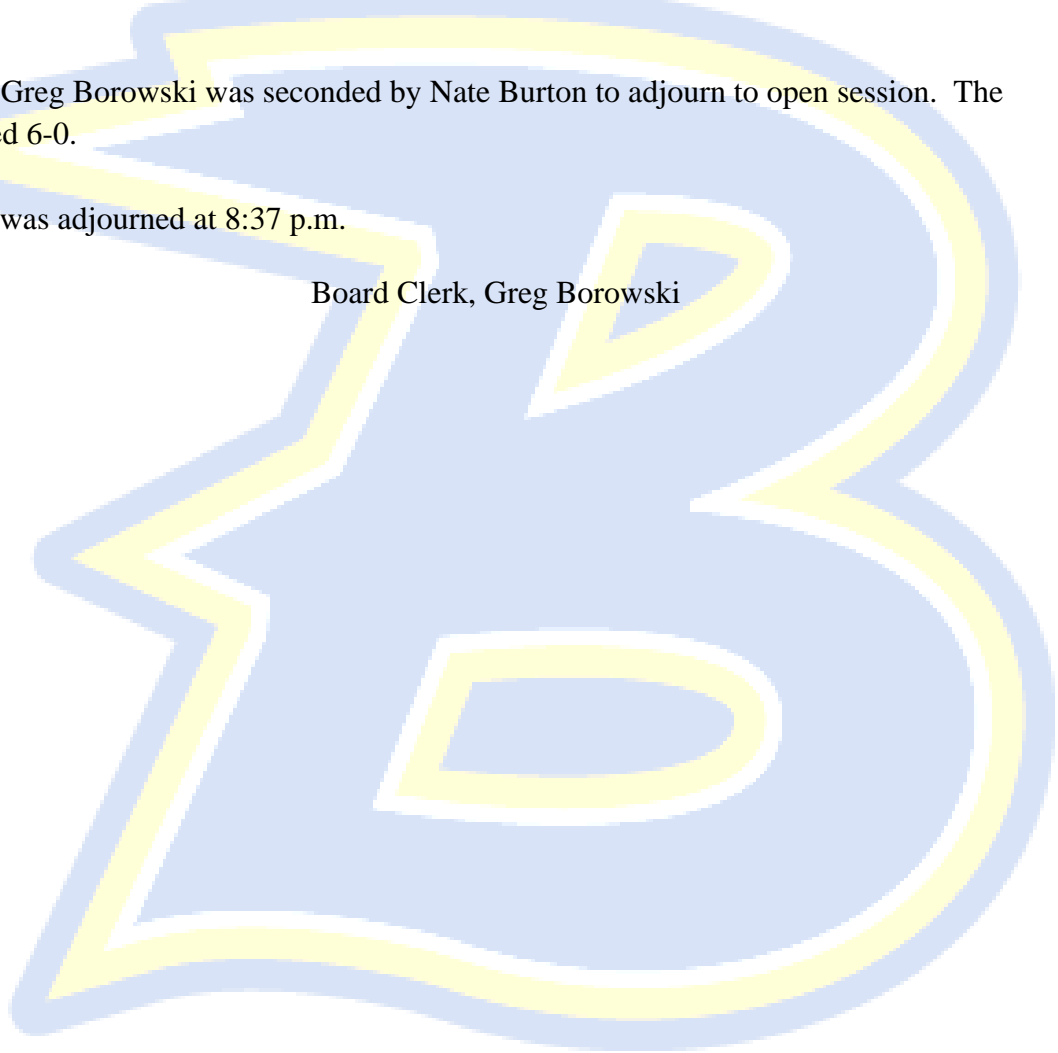 Greg Borowski was seconded by Nate Burton to adjourn to open session. The
ed 6-0.
was adjourned at 8:37 p.m.
Board Clerk, Greg Borowski
B